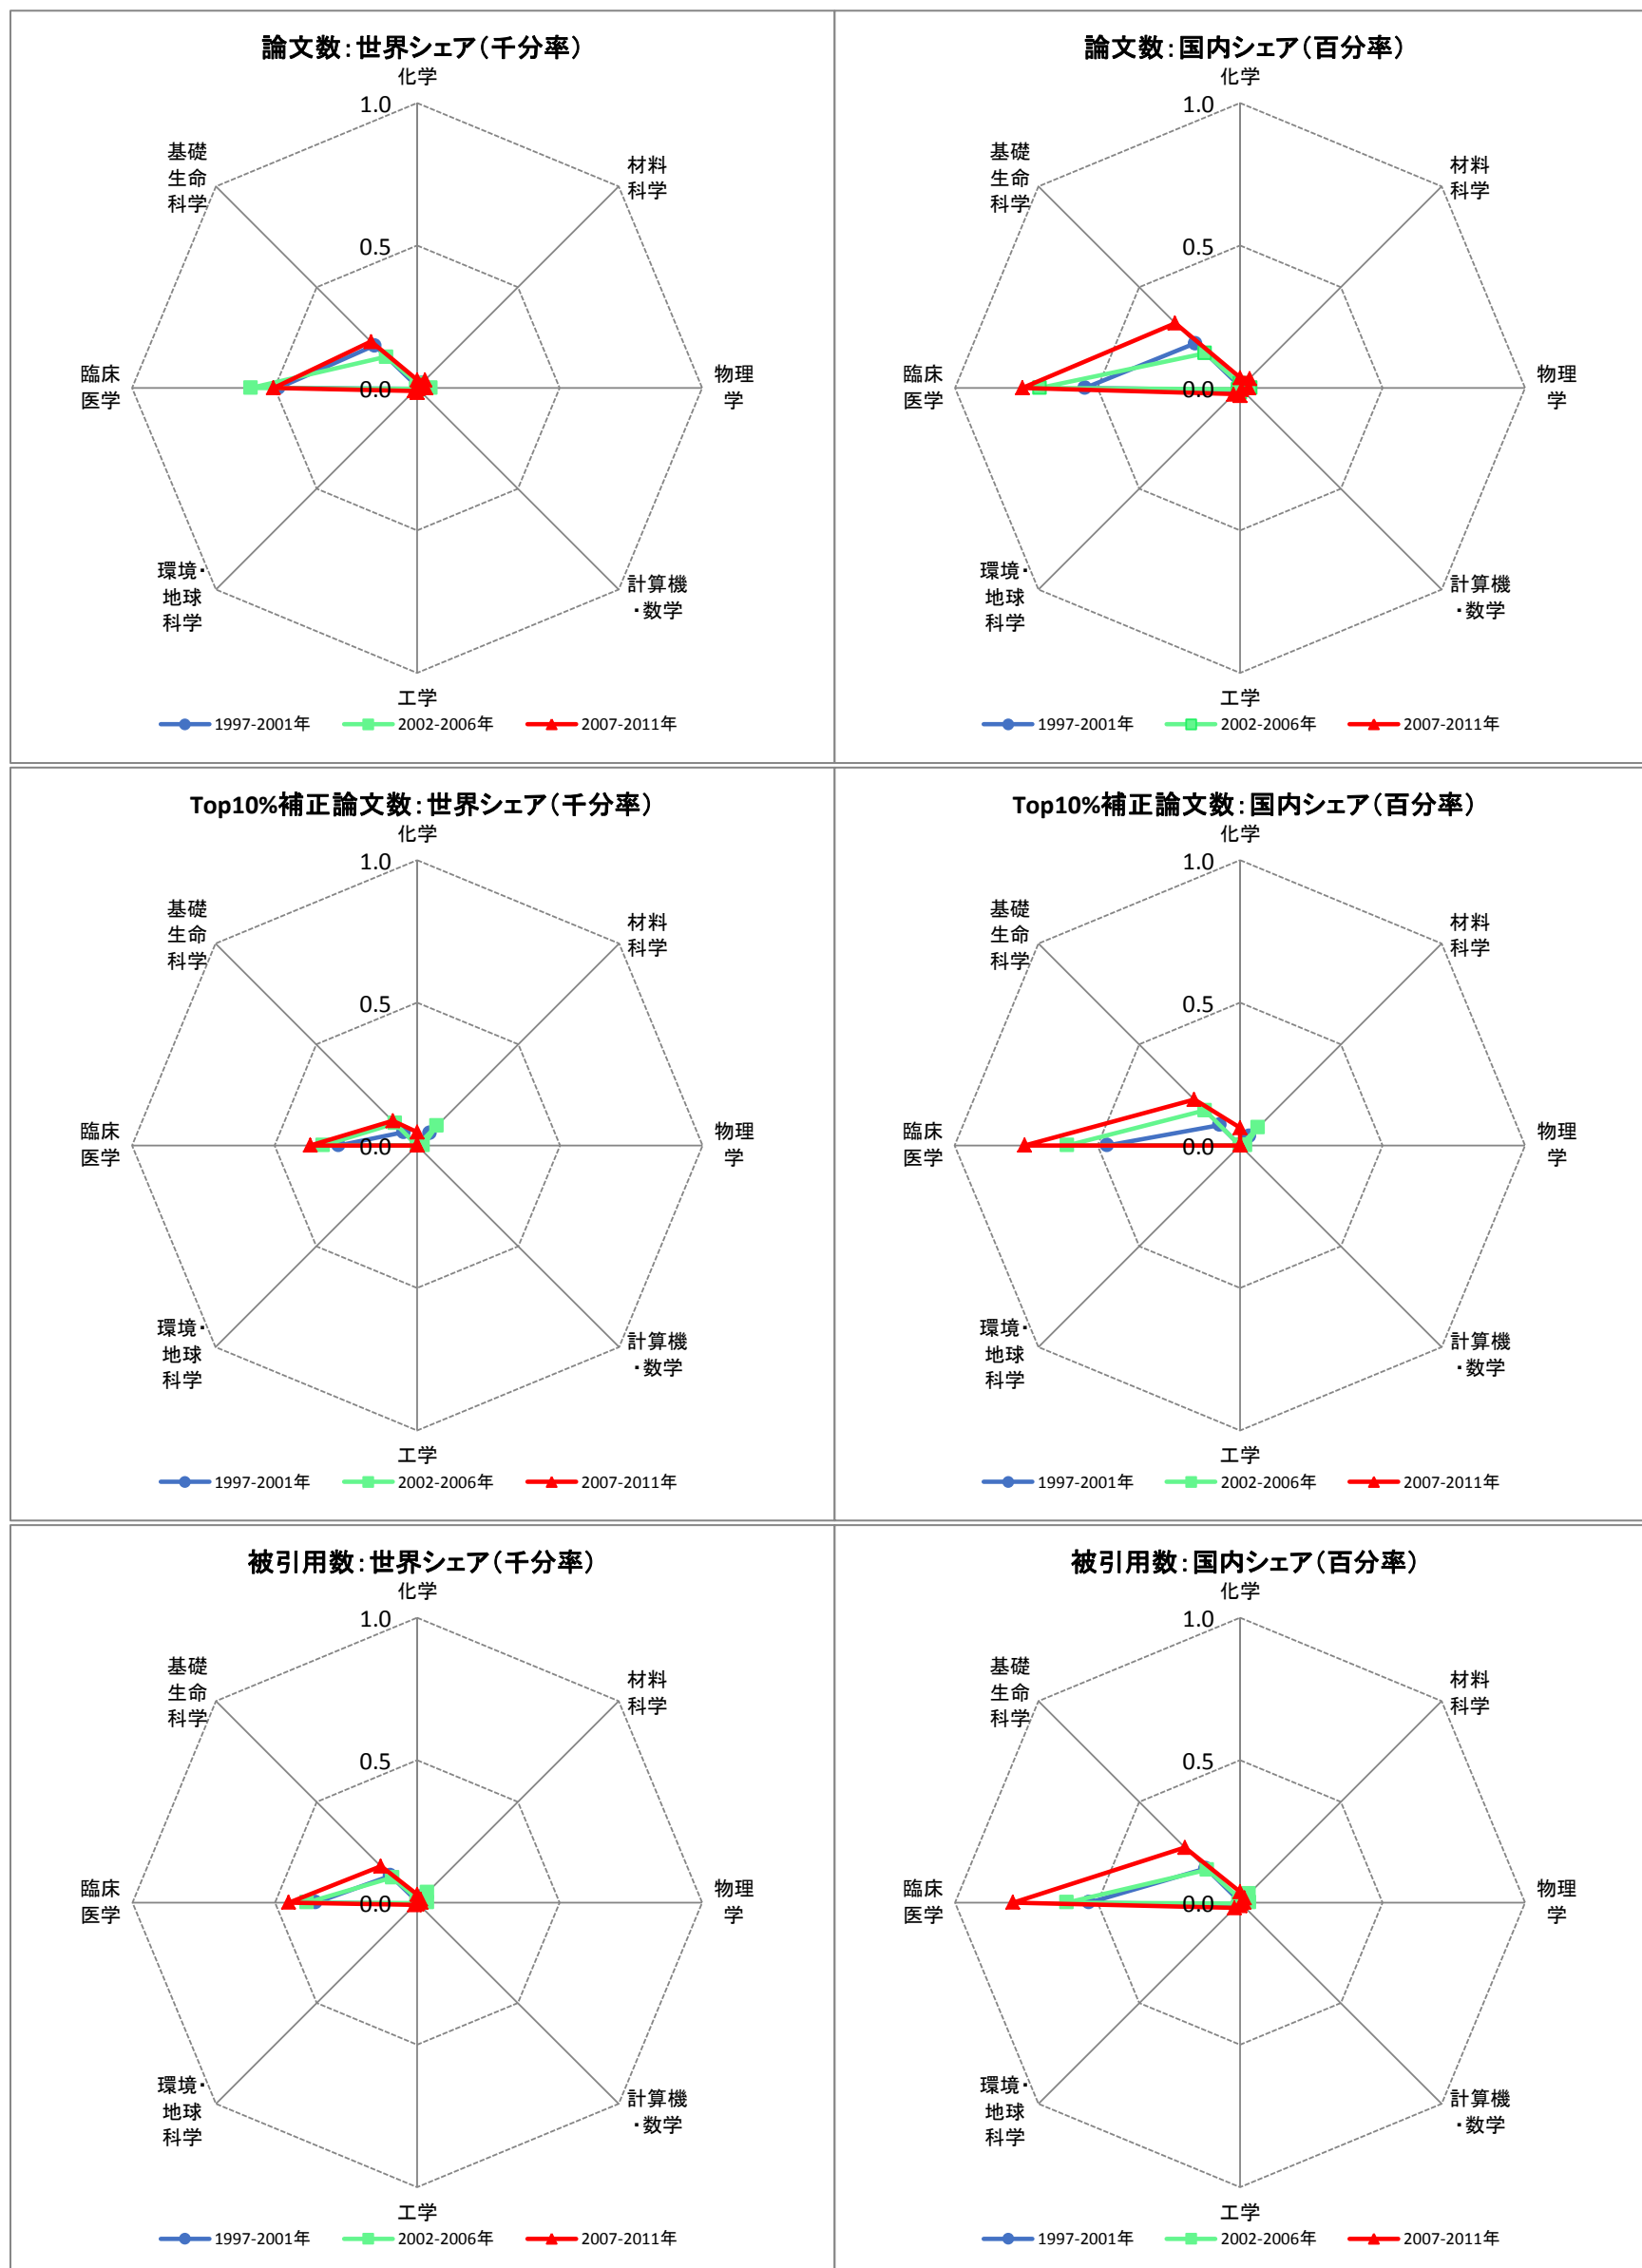 論文数：世界シェア（千分率）
化学
1.0
基礎
生命
科学
材料
科学
0.5
臨床
医学
0.0
物理
学
環境・
地球
科学
計算機
・数学
工学
1997-2001年 2002-2006年 2007-2011年
論文数：国内シェア（百分率）
化学
1.0
基礎
生命
科学
材料
科学
0.5
臨床
医学
0.0
物理
学
環境・
地球
科学
計算機
・数学
工学
1997-2001年 2002-2006年 2007-2011年
Top10%補正論文数：世界シェア（千分率）
化学
1.0
基礎
生命
科学
材料
科学
0.5
臨床
医学
0.0
物理
学
環境・
地球
科学
計算機
・数学
工学
1997-2001年 2002-2006年 2007-2011年
Top10%補正論文数：国内シェア（百分率）
化学
1.0
基礎
生命
科学
材料
科学
0.5
臨床
医学
0.0
物理
学
環境・
地球
科学
計算機
・数学
工学
1997-2001年 2002-2006年 2007-2011年
被引用数：世界シェア（千分率）
化学
1.0
基礎
生命
科学
材料
科学
0.5
臨床
医学
0.0
物理
学
環境・
地球
科学
計算機
・数学
工学
1997-2001年 2002-2006年 2007-2011年
被引用数：国内シェア（百分率）
化学
1.0
基礎
生命
科学
材料
科学
0.5
臨床
医学
0.0
物理
学
環境・
地球
科学
計算機
・数学
工学
1997-2001年 2002-2006年 2007-2011年